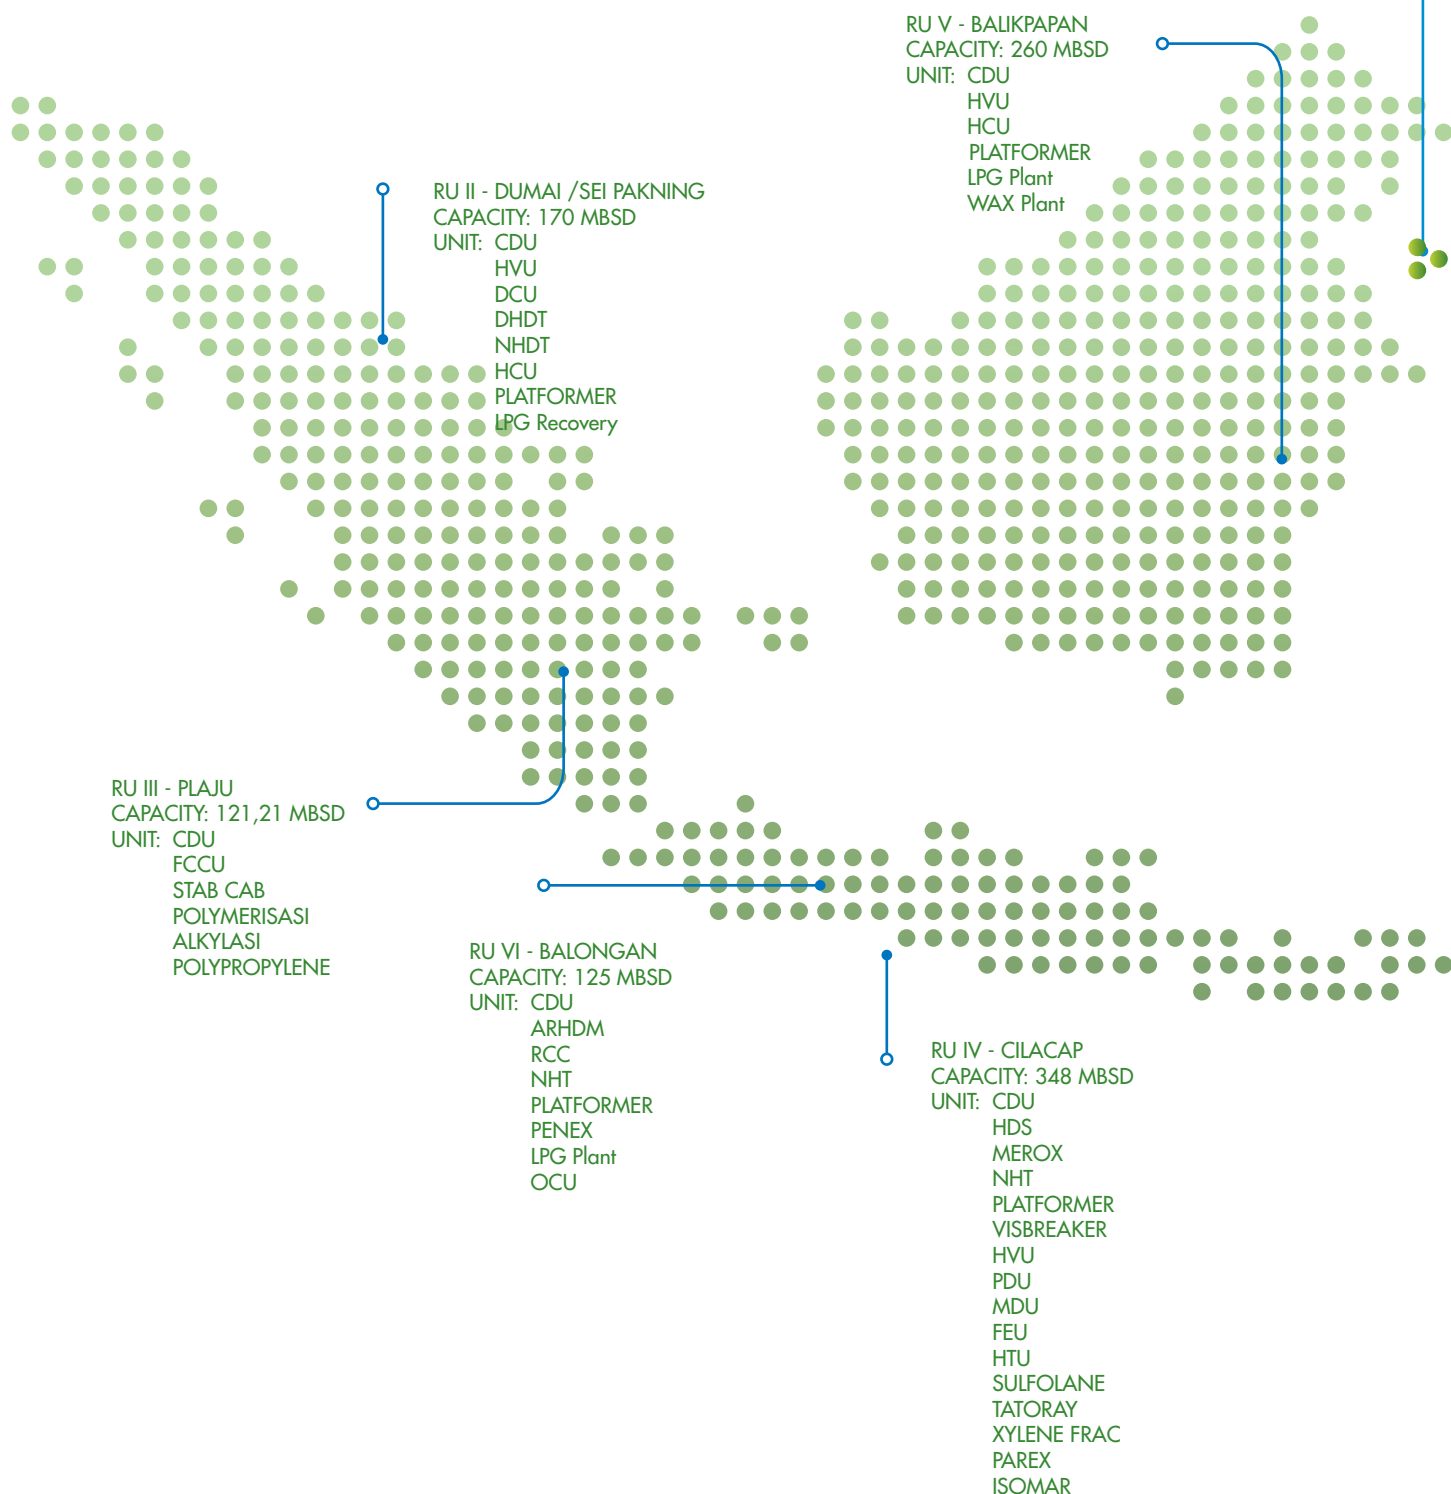 RU V - BALIKPAPAN
CAPACITY: 260 MBSD
UNIT: CDU
HVU
HCU
PLATFORMER
LPG Plant
WAX Plant
RU II - DUMAI /SEI PAKNING
CAPACITY: 170 MBSD
UNIT: CDU
HVU
DCU
DHDT
NHDT
HCU
PLATFORMER
LPG Recovery
RU III - PLAJU
CAPACITY: 121,21 MBSD
UNIT: CDU
FCCU
STAB CAB
POLYMERISASI
ALKYLASI
POLYPROPYLENE
RU VI - BALONGAN
CAPACITY: 125 MBSD
UNIT: CDU
ARHDM
RCC
NHT
PLATFORMER
PENEX
LPG Plant
OCU
RU IV - CILACAP
CAPACITY: 348 MBSD
UNIT: CDU
HDS
MEROX
NHT
PLATFORMER
VISBREAKER
HVU
PDU
MDU
FEU
HTU
SULFOLANE
TATORAY
XYLENE FRAC
PAREX
ISOMAR